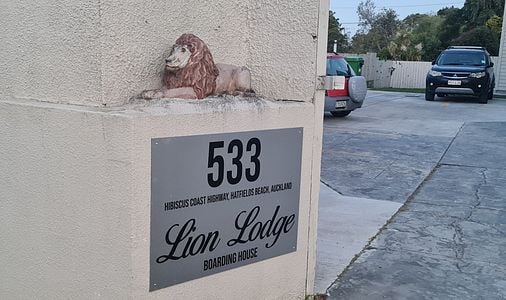 533
HIBISCUS COAST HIGHWAY, HATFIELDS BEACH, AUCKLAND
Lion Lodge
BOARDING HOUSE